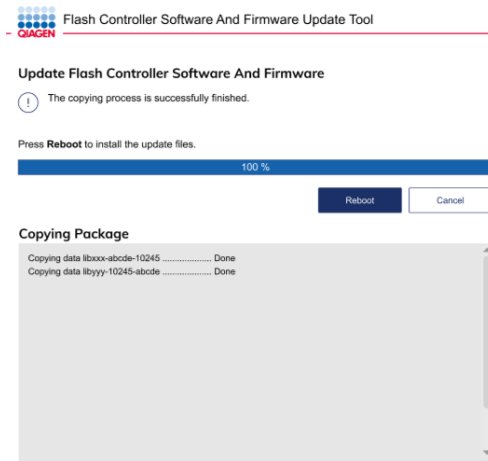 QIAGEN
Flash Controller Software And Firmware Update Tool
Update Flash Controller Software And Firmware
! The copying process is successfully finished.
Press Reboot to install the update files.
100 %
Reboot Cancel
Copying Package
Copying data libxxx-abcde-10245 ................... Done
Copying data libyyy-10245-abcde ................... Done